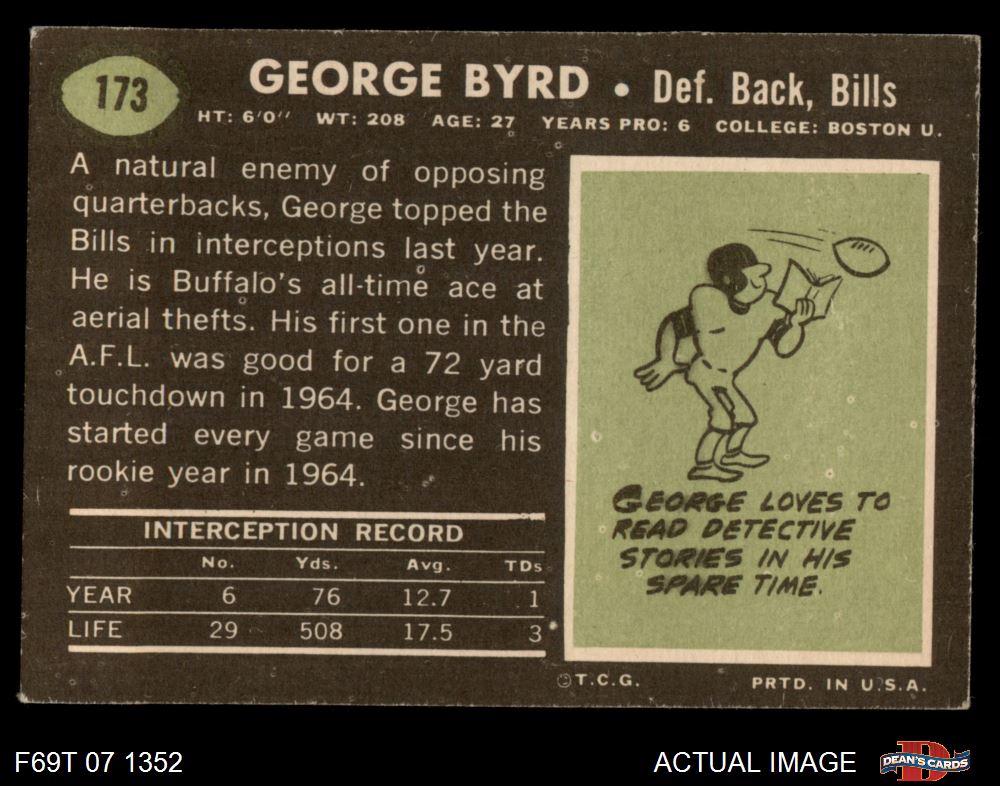 173
GEORGE BYRD • Def. Back, Bills
HT: 6'0" WT: 208 AGE: 27 YEARS PRO: 6 COLLEGE: BOSTON U.
A natural enemy of opposing
quarterbacks, George topped the
Bills in interceptions last year.
He is Buffalo's all-time ace at
aerial thefts. His first one in the
A.F.L. was good for a 72 yard
touchdown in 1964. George has
started every game since his
rookie year in 1964.
INTERCEPTION RECORD
No. Yds. Avg. TDs
YEAR 6 76 12.7 1
LIFE 29 508 17.5 3
GEORGE LOVES TO
READ DETECTIVE
STORIES IN HIS
SPARE TIME.
©T.C.G. PRTD. IN U.S.A.
F69T 07 1352 ACTUAL IMAGE DEAN'S CARDS